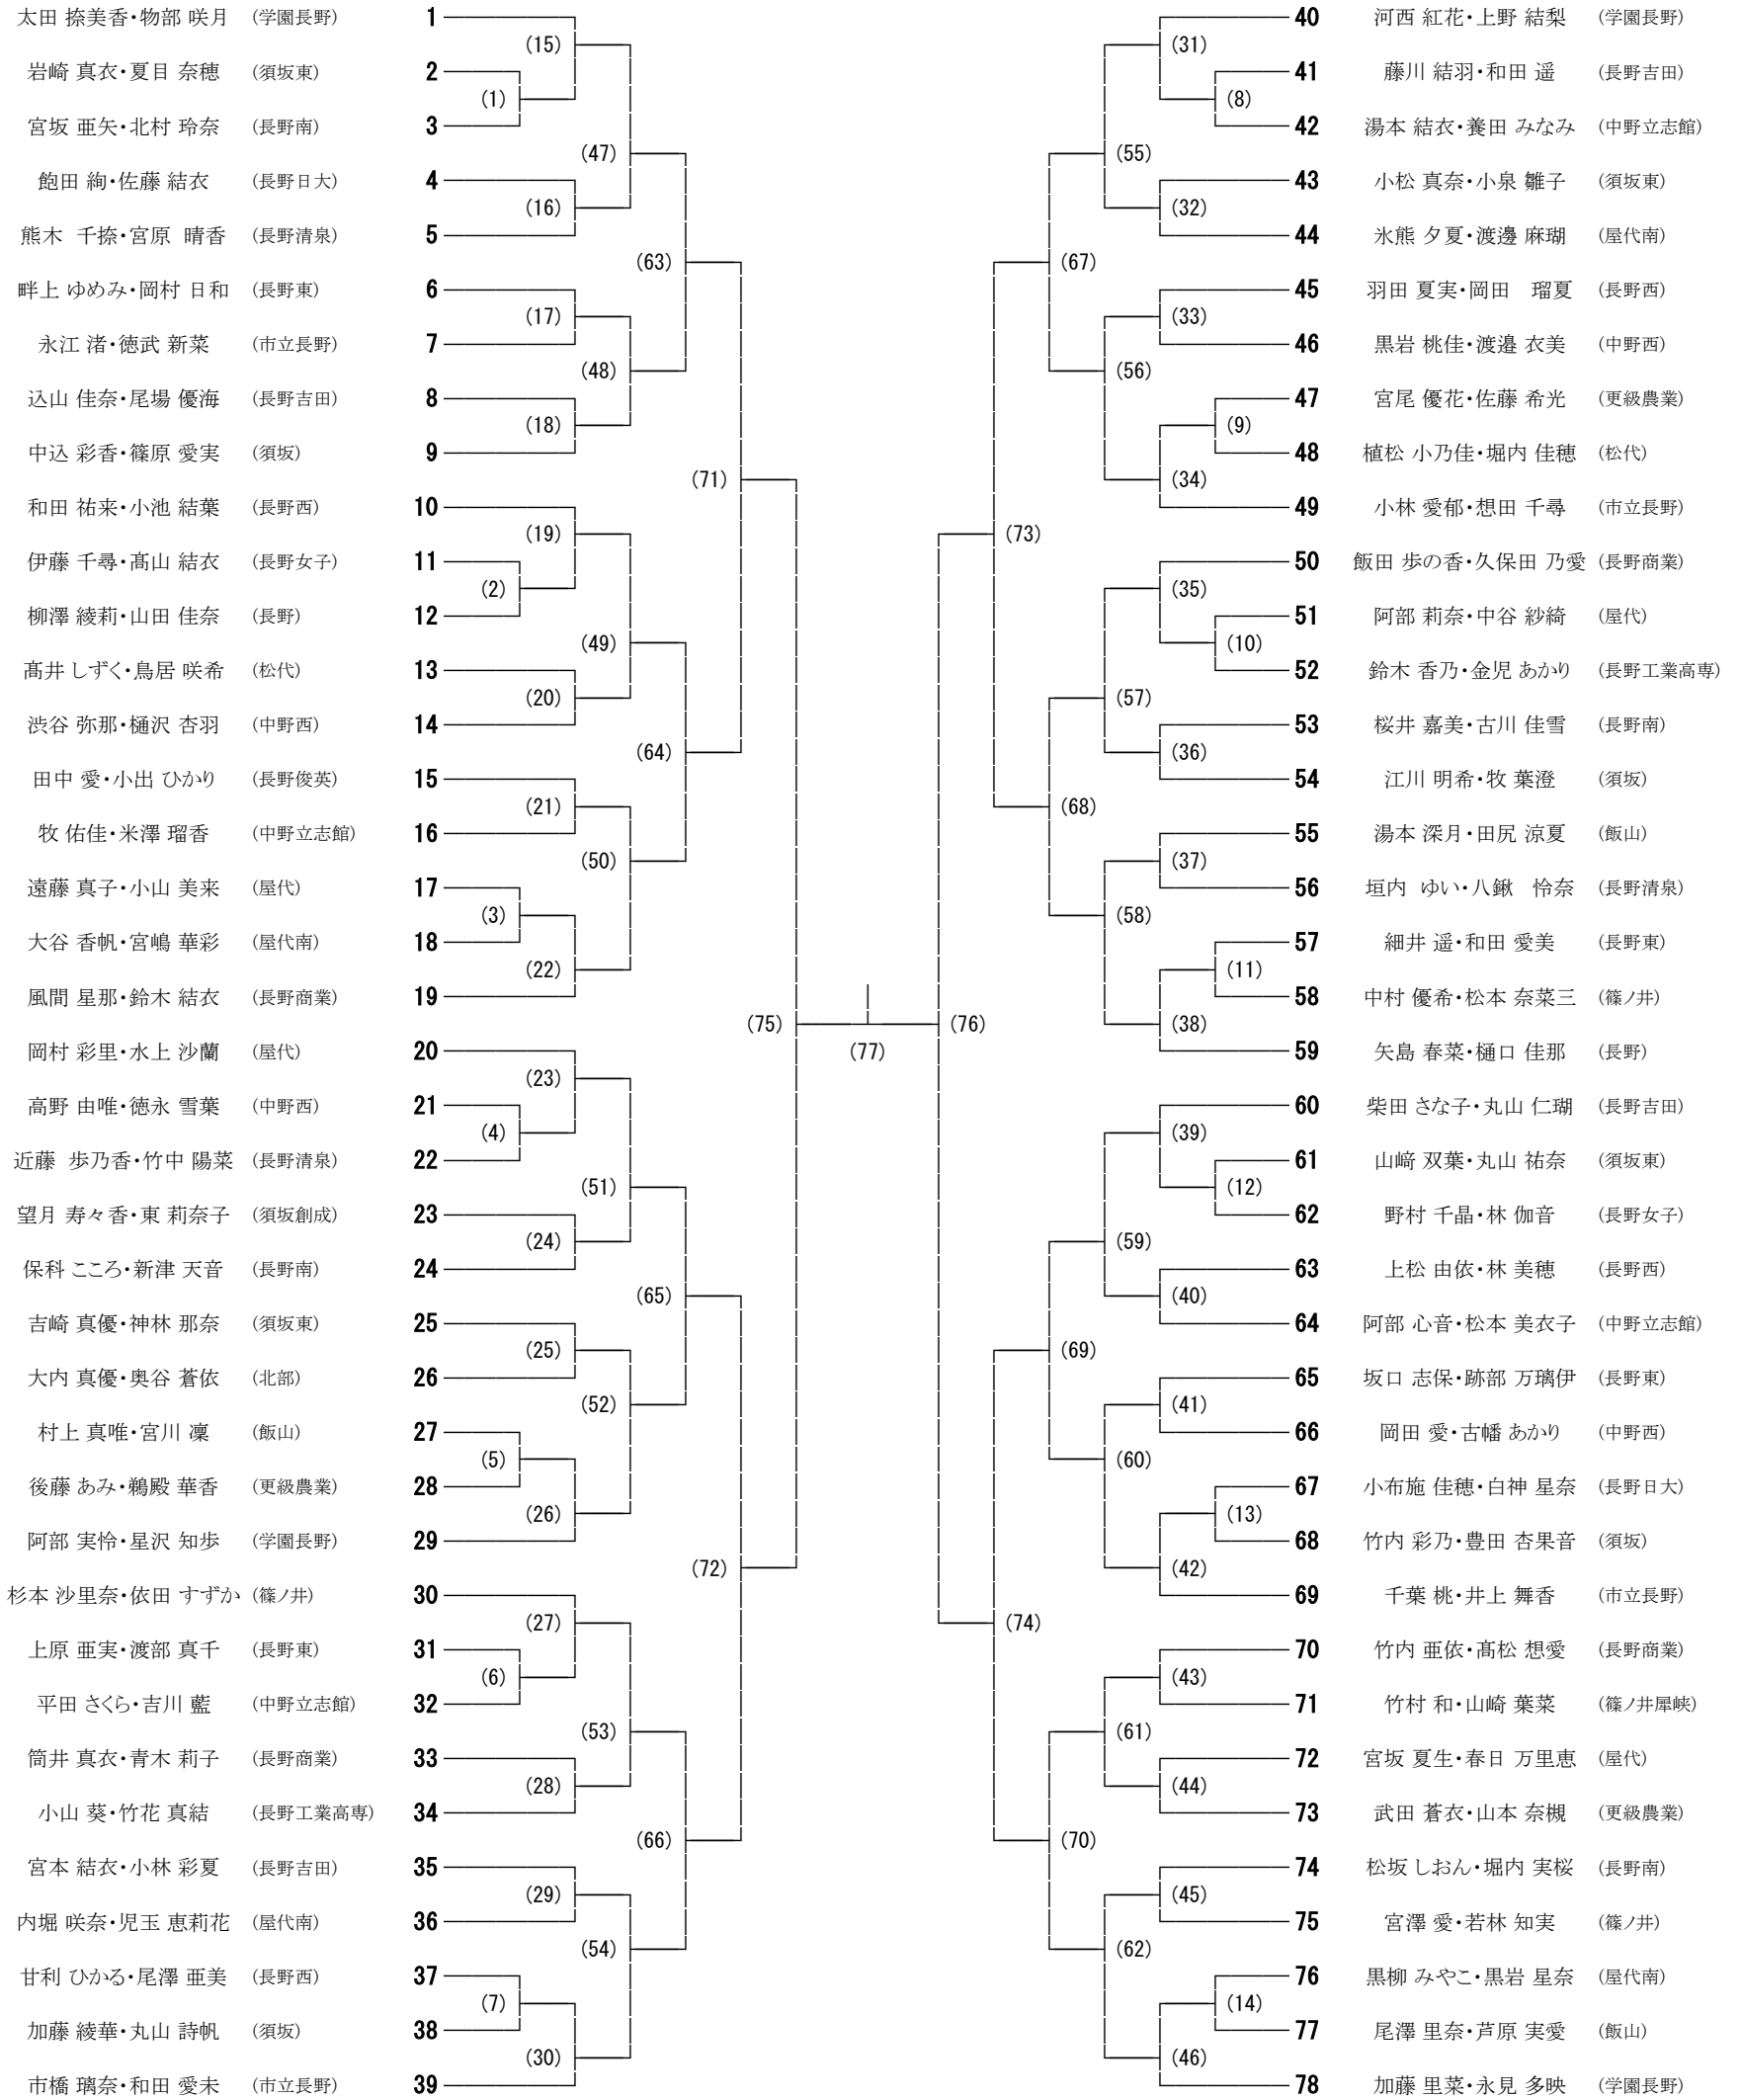 太田 捺美香・物部 咲月 (学園長野) 1
(15)
岩崎 真衣・夏目 奈穂 (須坂東) 2
(1)
宮坂 亜矢・北村 玲奈 (長野南) 3
(47)
飽田 絢・佐藤 結衣 (長野日大) 4
(16)
熊木 千捺・宮原 晴香 (長野清泉) 5
(63)
畔上 ゆめみ・岡村 日和 (長野東) 6
(17)
永江 渚・徳武 新菜 (市立長野) 7
(48)
込山 佳奈・尾場 優海 (長野吉田) 8
(18)
中込 彩香・篠原 愛実 (須坂) 9
(71)
和田 祐来・小池 結葉 (長野西) 10
(19)
伊藤 千尋・髙山 結衣 (長野女子) 11
(2)
柳澤 綾莉・山田 佳奈 (長野) 12
(49)
髙井 しずく・鳥居 咲希 (松代) 13
(20)
渋谷 弥那・樋沢 杏羽 (中野西) 14
(64)
田中 愛・小出 ひかり (長野俊英) 15
(21)
牧 佑佳・米澤 瑠香 (中野立志館) 16
(50)
遠藤 真子・小山 美来 (屋代) 17
(3)
大谷 香帆・宮嶋 華彩 (屋代南) 18
(22)
風間 星那・鈴木 結衣 (長野商業) 19
(75)
岡村 彩里・水上 沙蘭 (屋代) 20
(23)
高野 由唯・徳永 雪葉 (中野西) 21
(4)
近藤 歩乃香・竹中 陽菜 (長野清泉) 22
(51)
望月 寿々香・東 莉奈子 (須坂創成) 23
(24)
保科 こころ・新津 天音 (長野南) 24
(65)
吉崎 真優・神林 那奈 (須坂東) 25
(25)
大内 真優・奥谷 蒼依 (北部) 26
(52)
村上 真唯・宮川 凜 (飯山) 27
(5)
後藤 あみ・鵜殿 華香 (更級農業) 28
(26)
阿部 実怜・星沢 知歩 (学園長野) 29
(72)
杉本 沙里奈・依田 すずか (篠ノ井) 30
(27)
上原 亜実・渡部 真千 (長野東) 31
(6)
平田 さくら・吉川 藍 (中野立志館) 32
(53)
筒井 真衣・青木 莉子 (長野商業) 33
(28)
小山 葵・竹花 真結 (長野工業高専) 34
(66)
宮本 結衣・小林 彩夏 (長野吉田) 35
(29)
内堀 咲奈・児玉 恵莉花 (屋代南) 36
(54)
甘利 ひかる・尾澤 亜美 (長野西) 37
(7)
加藤 綾華・丸山 詩帆 (須坂) 38
(30)
市橋 璃奈・和田 愛未 (市立長野) 39
(77)
40 河西 紅花・上野 結梨 (学園長野)
(31)
41 藤川 結羽・和田 遥 (長野吉田)
(8)
42 湯本 結衣・養田 みなみ (中野立志館)
(55)
43 小松 真奈・小泉 雛子 (須坂東)
(32)
44 氷熊 夕夏・渡邊 麻瑚 (屋代南)
(67)
45 羽田 夏実・岡田 瑠夏 (長野西)
(33)
46 黒岩 桃佳・渡邉 衣美 (中野西)
(56)
47 宮尾 優花・佐藤 希光 (更級農業)
(9)
48 植松 小乃佳・堀内 佳穂 (松代)
(34)
49 小林 愛郁・想田 千尋 (市立長野)
(73)
50 飯田 歩の香・久保田 乃愛 (長野商業)
(35)
51 阿部 莉奈・中谷 紗綺 (屋代)
(10)
52 鈴木 香乃・金児 あかり (長野工業高専)
(57)
53 桜井 嘉美・古川 佳雪 (長野南)
(36)
54 江川 明希・牧 葉澄 (須坂)
(68)
55 湯本 深月・田尻 涼夏 (飯山)
(37)
56 垣内 ゆい・八鍬 怜奈 (長野清泉)
(58)
57 細井 遥・和田 愛美 (長野東)
(11)
58 中村 優希・松本 奈菜三 (篠ノ井)
(76) (38)
59 矢島 春菜・樋口 佳那 (長野)
60 柴田 さな子・丸山 仁瑚 (長野吉田)
(39)
61 山﨑 双葉・丸山 祐奈 (須坂東)
(12)
62 野村 千晶・林 伽音 (長野女子)
(59)
63 上松 由依・林 美穂 (長野西)
(40)
64 阿部 心音・松本 美衣子 (中野立志館)
(69)
65 坂口 志保・跡部 万璃伊 (長野東)
(41)
66 岡田 愛・古幡 あかり (中野西)
(60)
67 小布施 佳穂・白神 星奈 (長野日大)
(13)
68 竹内 彩乃・豊田 杏果音 (須坂)
(42)
69 千葉 桃・井上 舞香 (市立長野)
(74)
70 竹内 亜依・髙松 想愛 (長野商業)
(43)
71 竹村 和・山崎 葉菜 (篠ノ井犀峡)
(61)
72 宮坂 夏生・春日 万里恵 (屋代)
(44)
73 武田 蒼衣・山本 奈槻 (更級農業)
(70)
74 松坂 しおん・堀内 実桜 (長野南)
(45)
75 宮澤 愛・若林 知実 (篠ノ井)
(62)
76 黒柳 みやこ・黒岩 星奈 (屋代南)
(14)
77 尾澤 里奈・芦原 実愛 (飯山)
(46)
78 加藤 里菜・永見 多映 (学園長野)